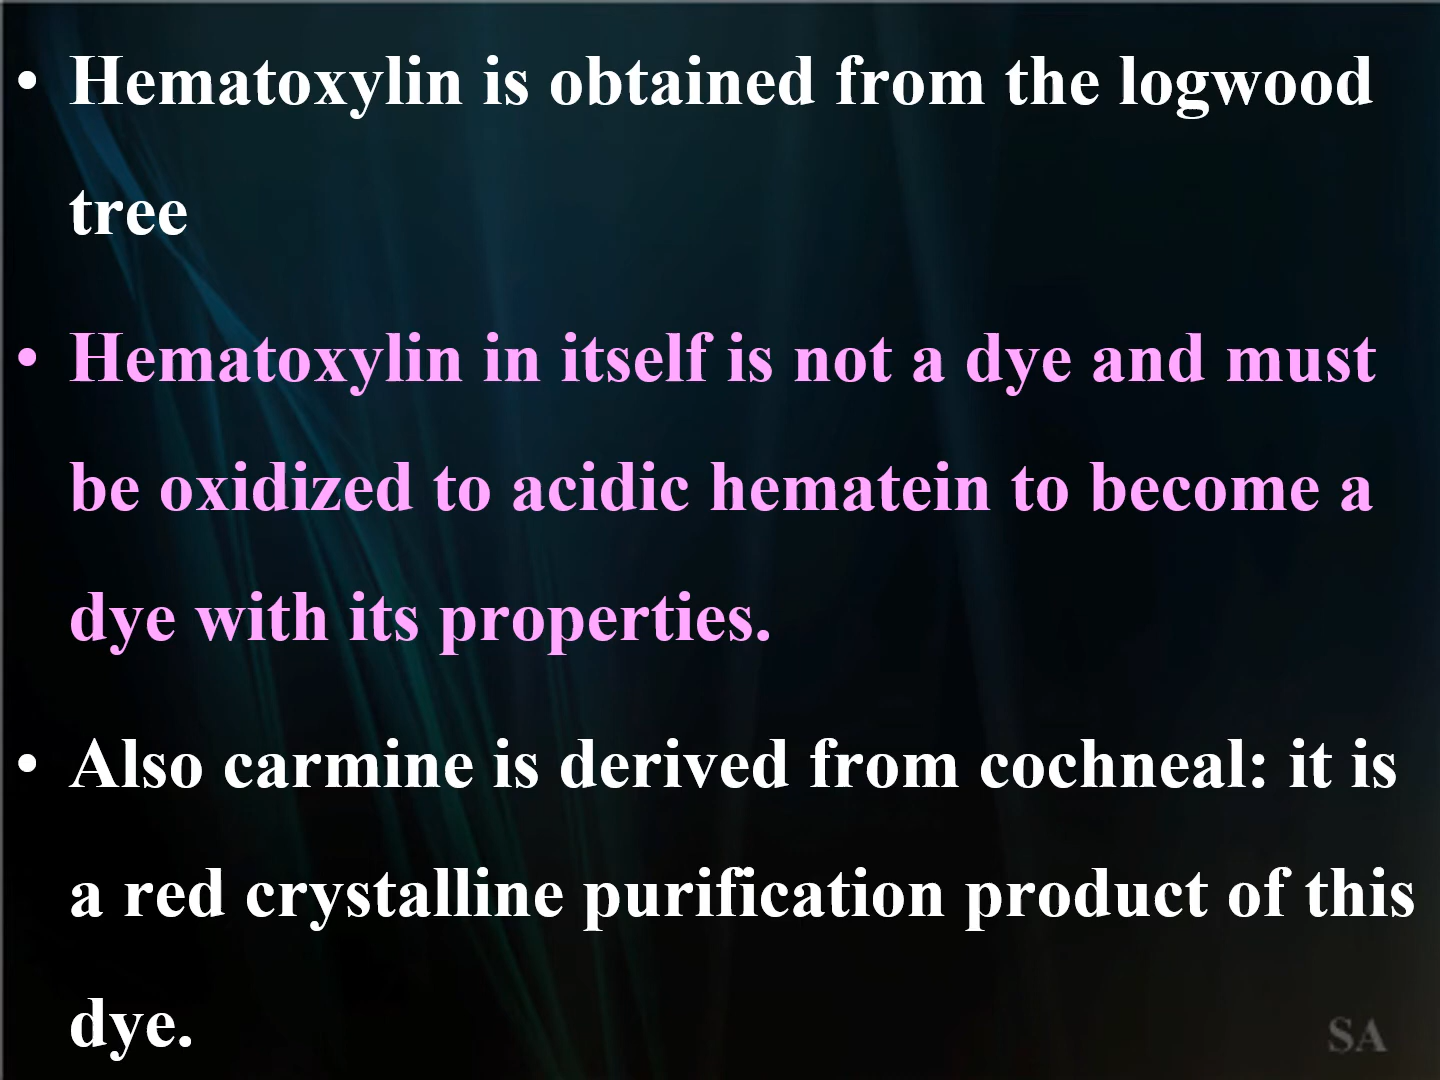 • Hematoxylin is obtained from the logwood
tree
• Hematoxylin in itself is not a dye and must
be oxidized to acidic hematein to become a
dye with its properties.
• Also carmine is derived from cochneal: it is
a red crystalline purification product of this
dye.
SA